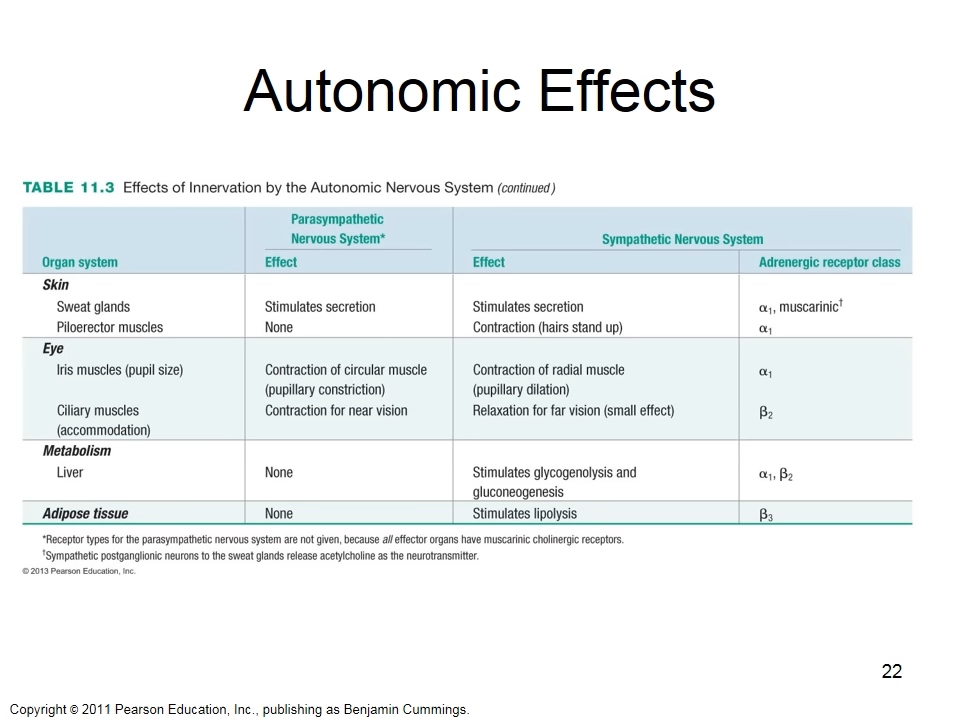 Autonomic Effects
TABLE 11.3 Effects of Innervation by the Autonomic Nervous System (continued)
Parasympathetic
Nervous System*
Sympathetic Nervous System
Organ system Effect Effect Adrenergic receptor class
Skin
Sweat glands Stimulates secretion Stimulates secretion α1, muscarinic†
Piloerector muscles None Contraction (hairs stand up) α1
Eye
Iris muscles (pupil size) Contraction of circular muscle Contraction of radial muscle α1
(pupillary constriction) (pupillary dilation)
Ciliary muscles Contraction for near vision Relaxation for far vision (small effect) β2
(accommodation)
Metabolism
Liver None Stimulates glycogenolysis and α1, β2
gluconeogenesis
Adipose tissue None Stimulates lipolysis β3
*Receptor types for the parasympathetic nervous system are not given, because all effector organs have muscarinic cholinergic receptors.
†Sympathetic postganglionic neurons to the sweat glands release acetylcholine as the neurotransmitter.
© 2013 Pearson Education, Inc.
22
Copyright © 2011 Pearson Education, Inc., publishing as Benjamin Cummings.